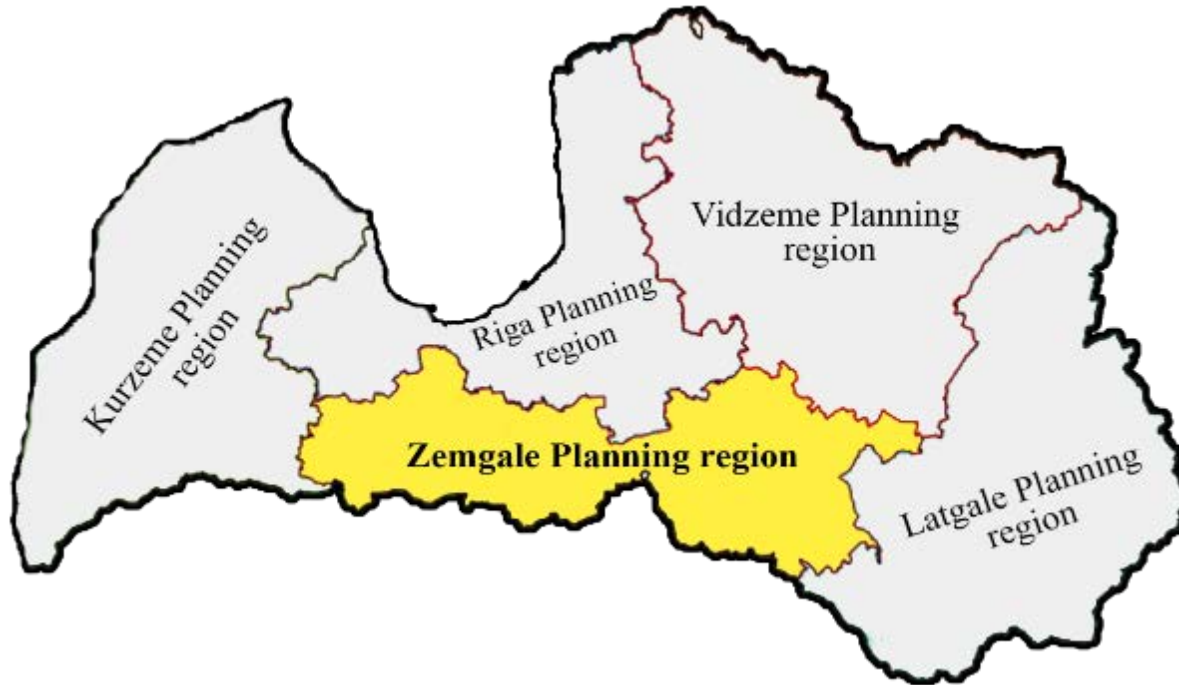 Vidzeme Planning
region
Kurzeme Planning
region
Riga Planning
region
Zemgale Planning region
Latgale Planning
region